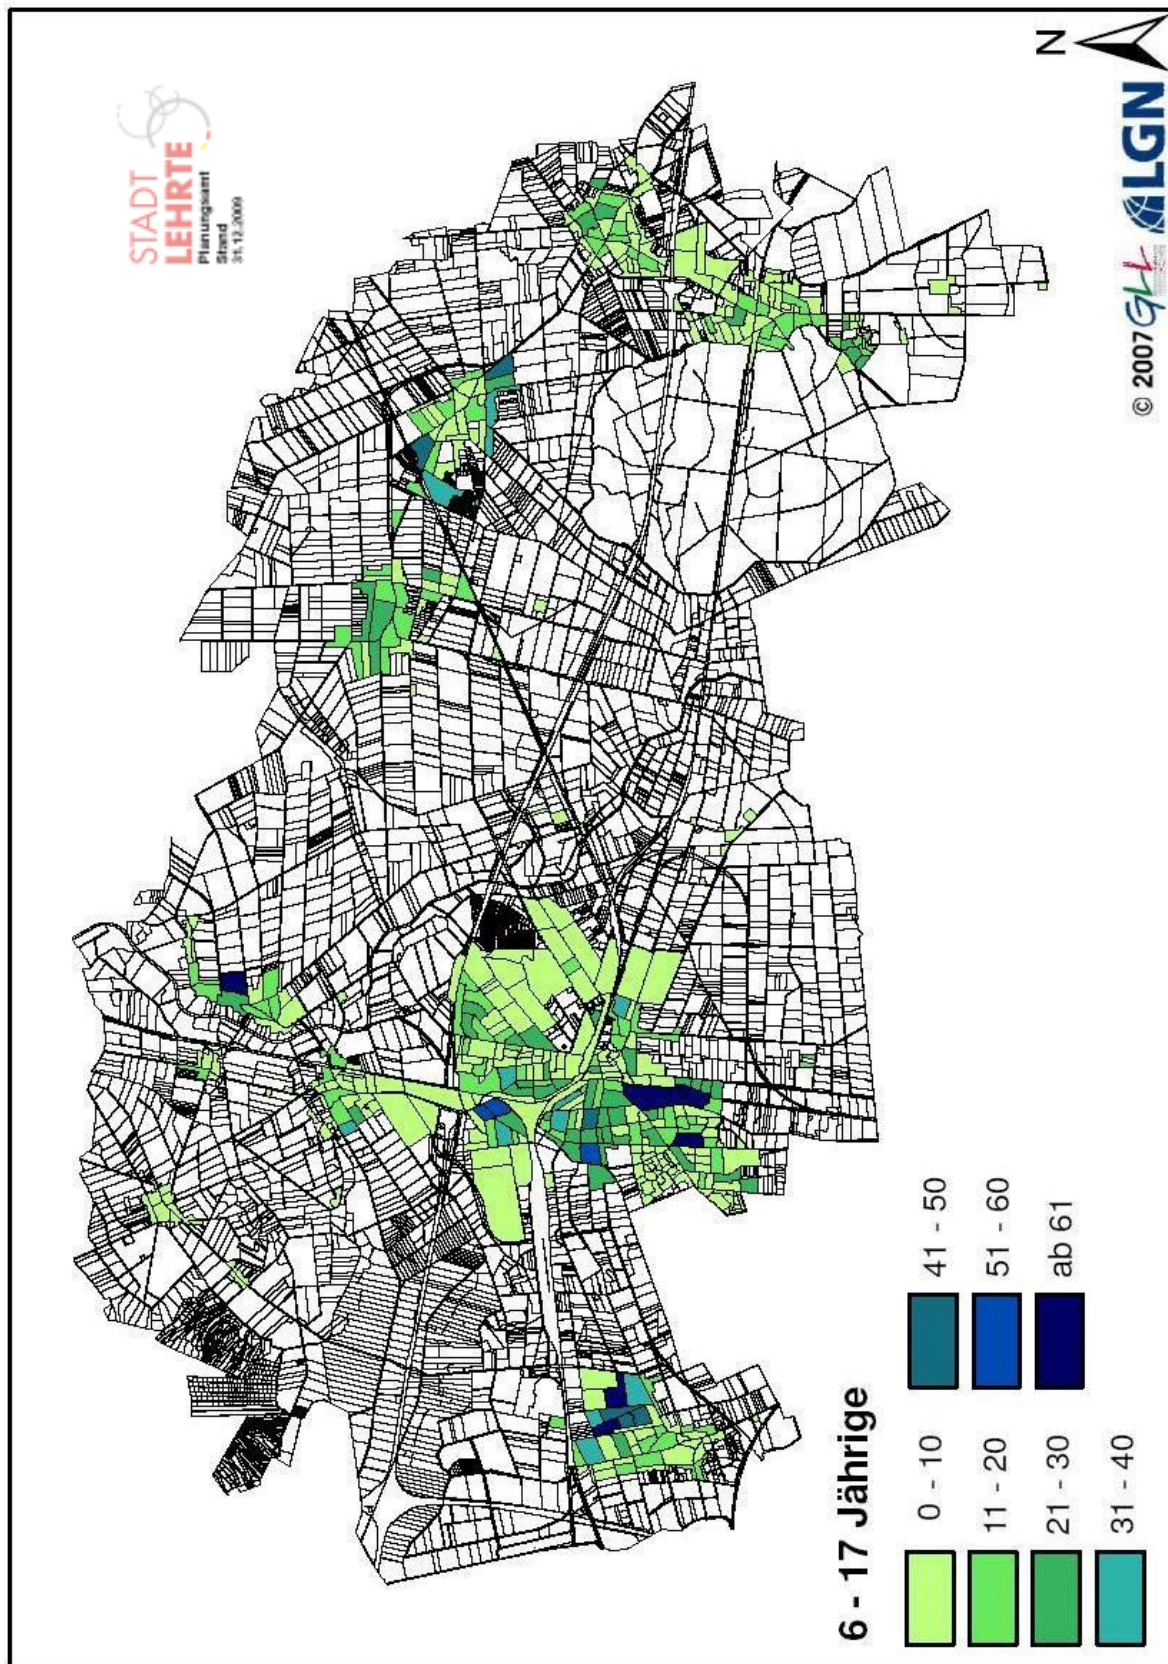 STADT
LEHRTE
Planungsamt
Stand
31.12.2009
6 - 17 Jährige
0 - 10
11 - 20
21 - 30
31 - 40
41 - 50
51 - 60
ab 61
N
© 2007 GLL LGN